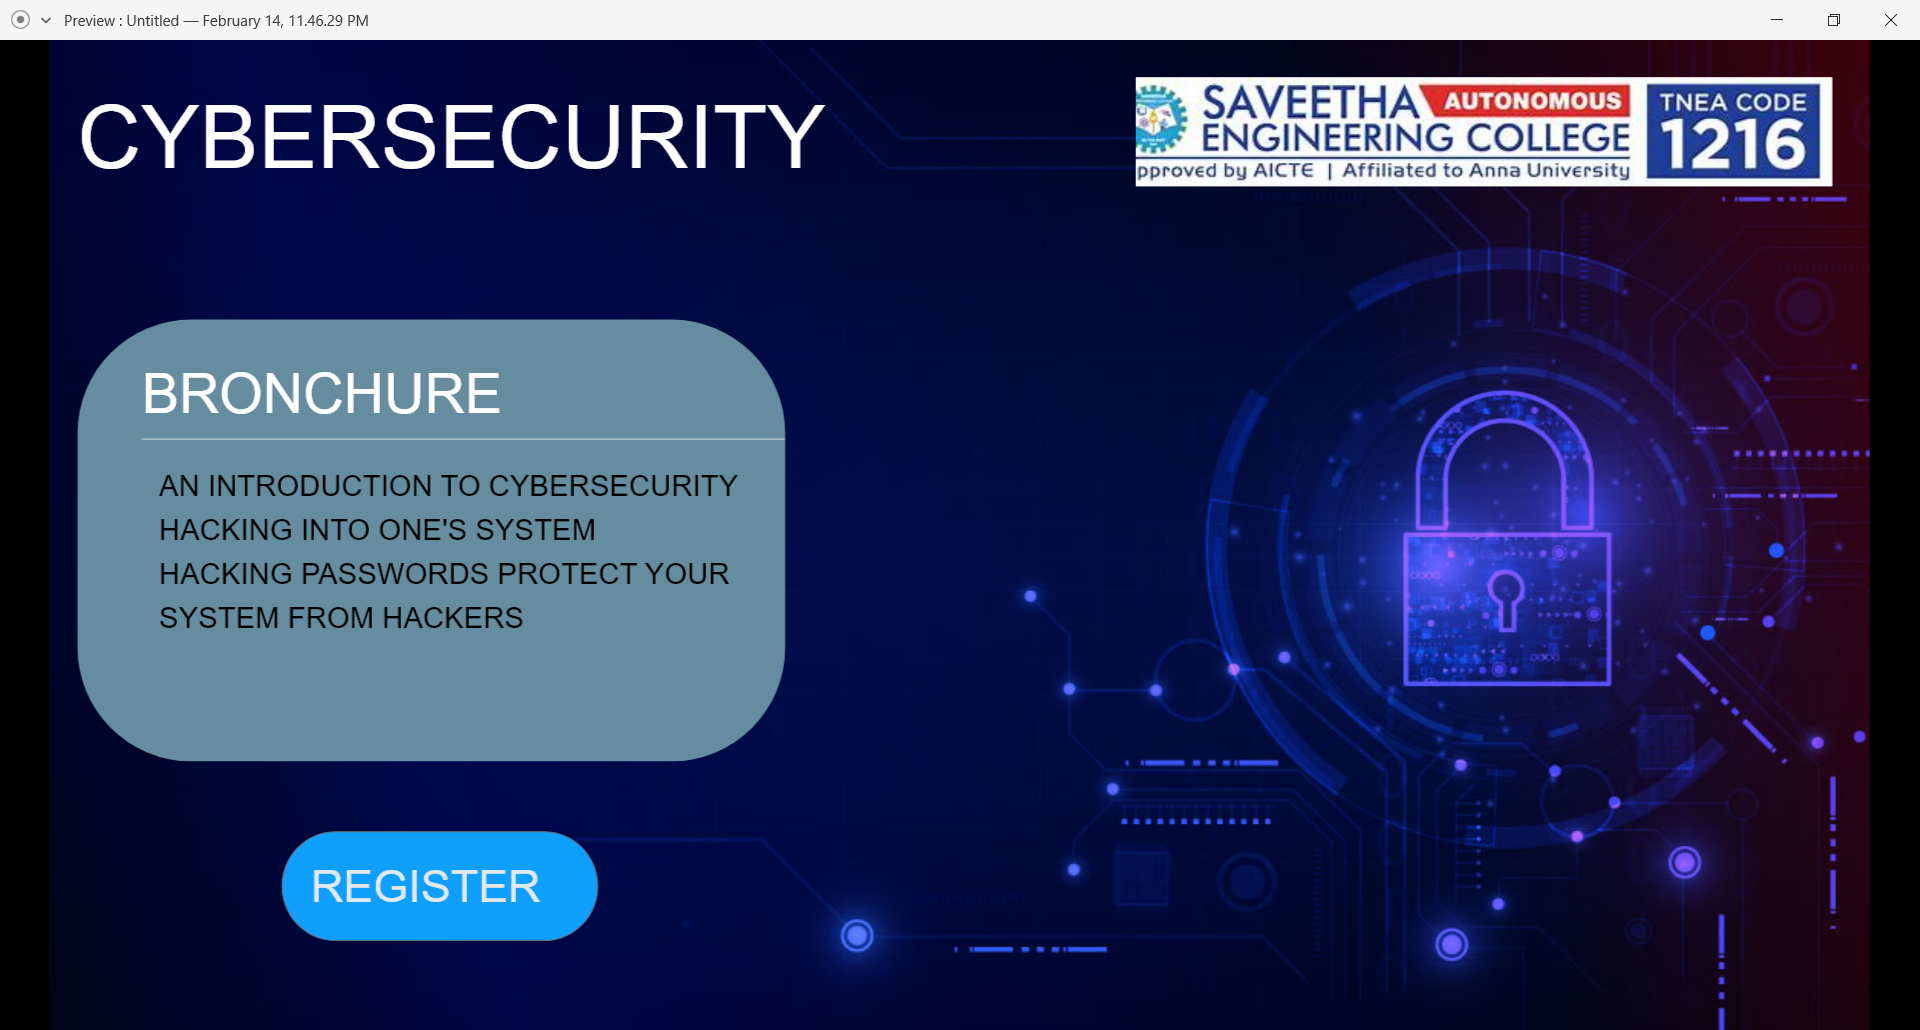 Preview : Untitled — February 14, 11.46.29 PM
CYBERSECURITY
SAVEETHA AUTONOMOUS
ENGINEERING COLLEGE
pproved by AICTE | Affiliated to Anna University
TNEA CODE
1216
BRONCHURE
AN INTRODUCTION TO CYBERSECURITY
HACKING INTO ONE'S SYSTEM
HACKING PASSWORDS PROTECT YOUR
SYSTEM FROM HACKERS
REGISTER